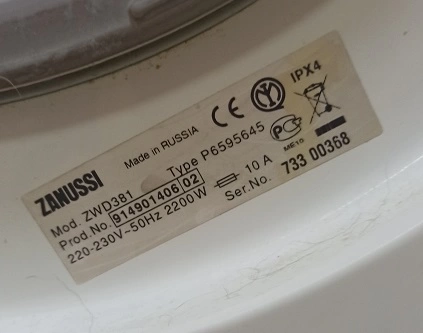 ZANUSSI
Made in RUSSIA
IPX4
Mod. ZWD381
Type P6595645
ME10
Prod.No. 914901406 02
220-230V~50Hz 2200W 10 A
Ser.No. 733 00368